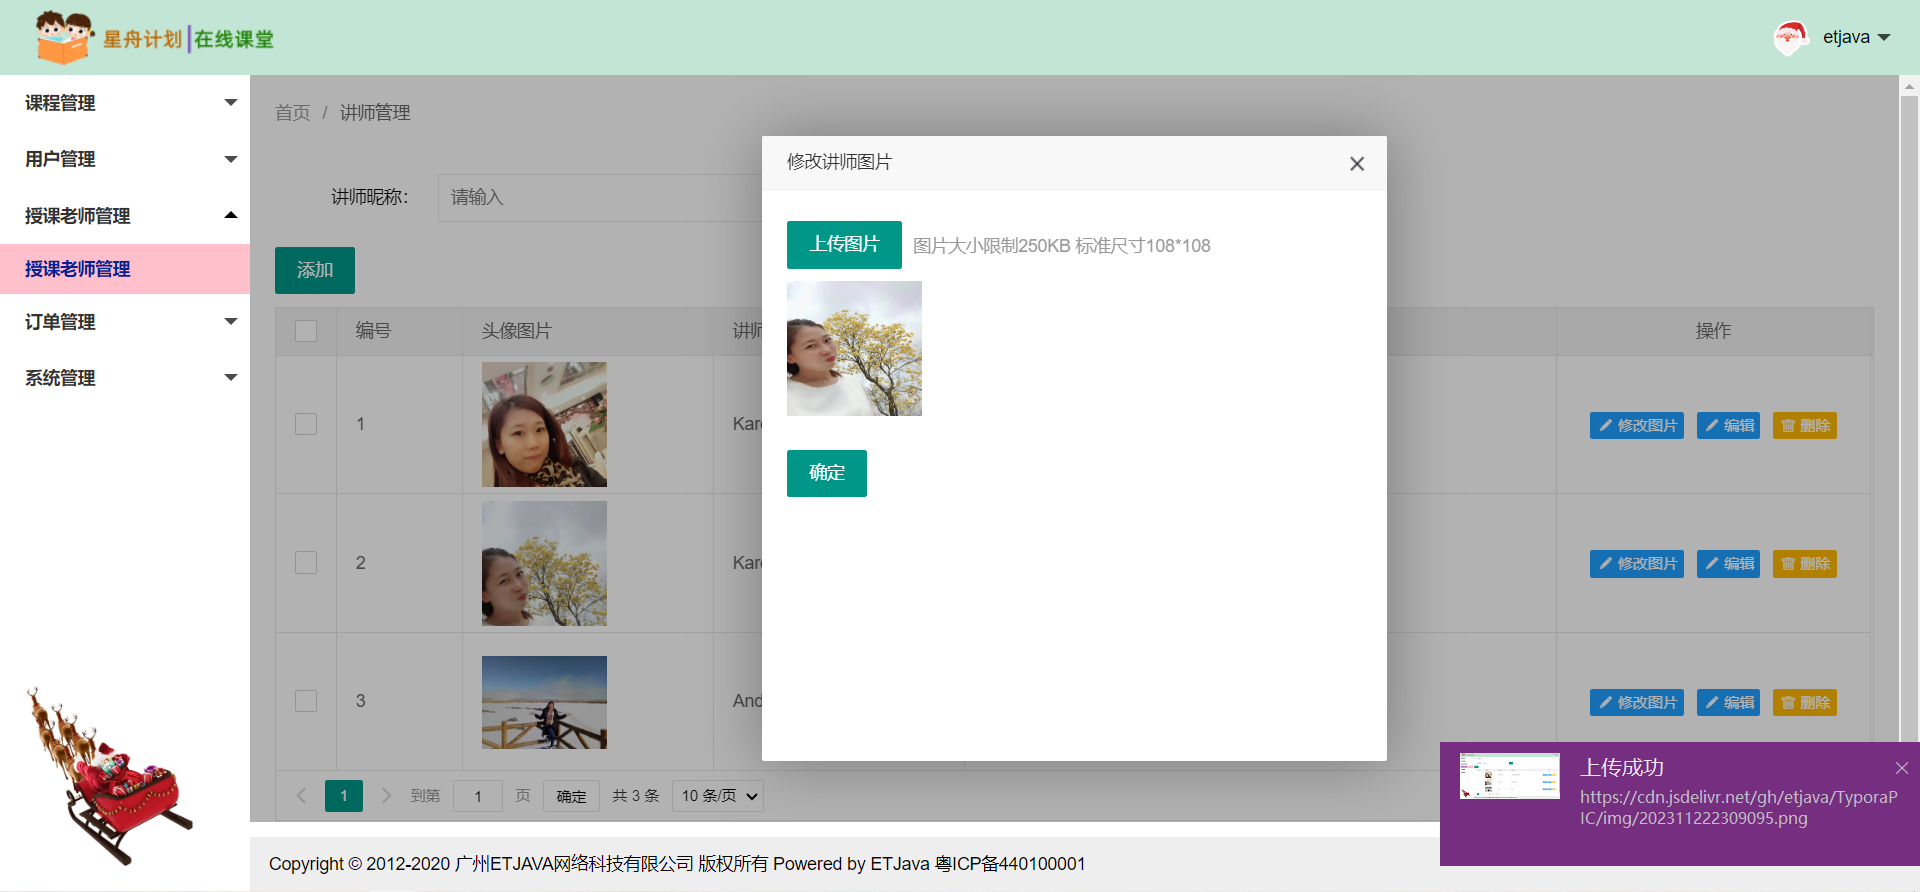 星舟计划|在线课堂
etjava
课程管理
用户管理
授课老师管理
授课老师管理
订单管理
系统管理
首页 / 讲师管理
讲师昵称：
请输入
添加
编号 头像图片 操作
1
修改图片 编辑 删除
2
修改图片 编辑 删除
3
修改图片 编辑 删除
1 到第 1 页 确定 共 3 条 10 条/页
修改讲师图片
上传图片 图片大小限制250KB 标准尺寸108*108
确定
上传成功
https://cdn.jsdelivr.net/gh/etjava/TyporaP
IC/img/202311222309095.png
Copyright © 2012-2020 广州ETJAVA网络科技有限公司 版权所有 Powered by ETJava 粤ICP备440100001